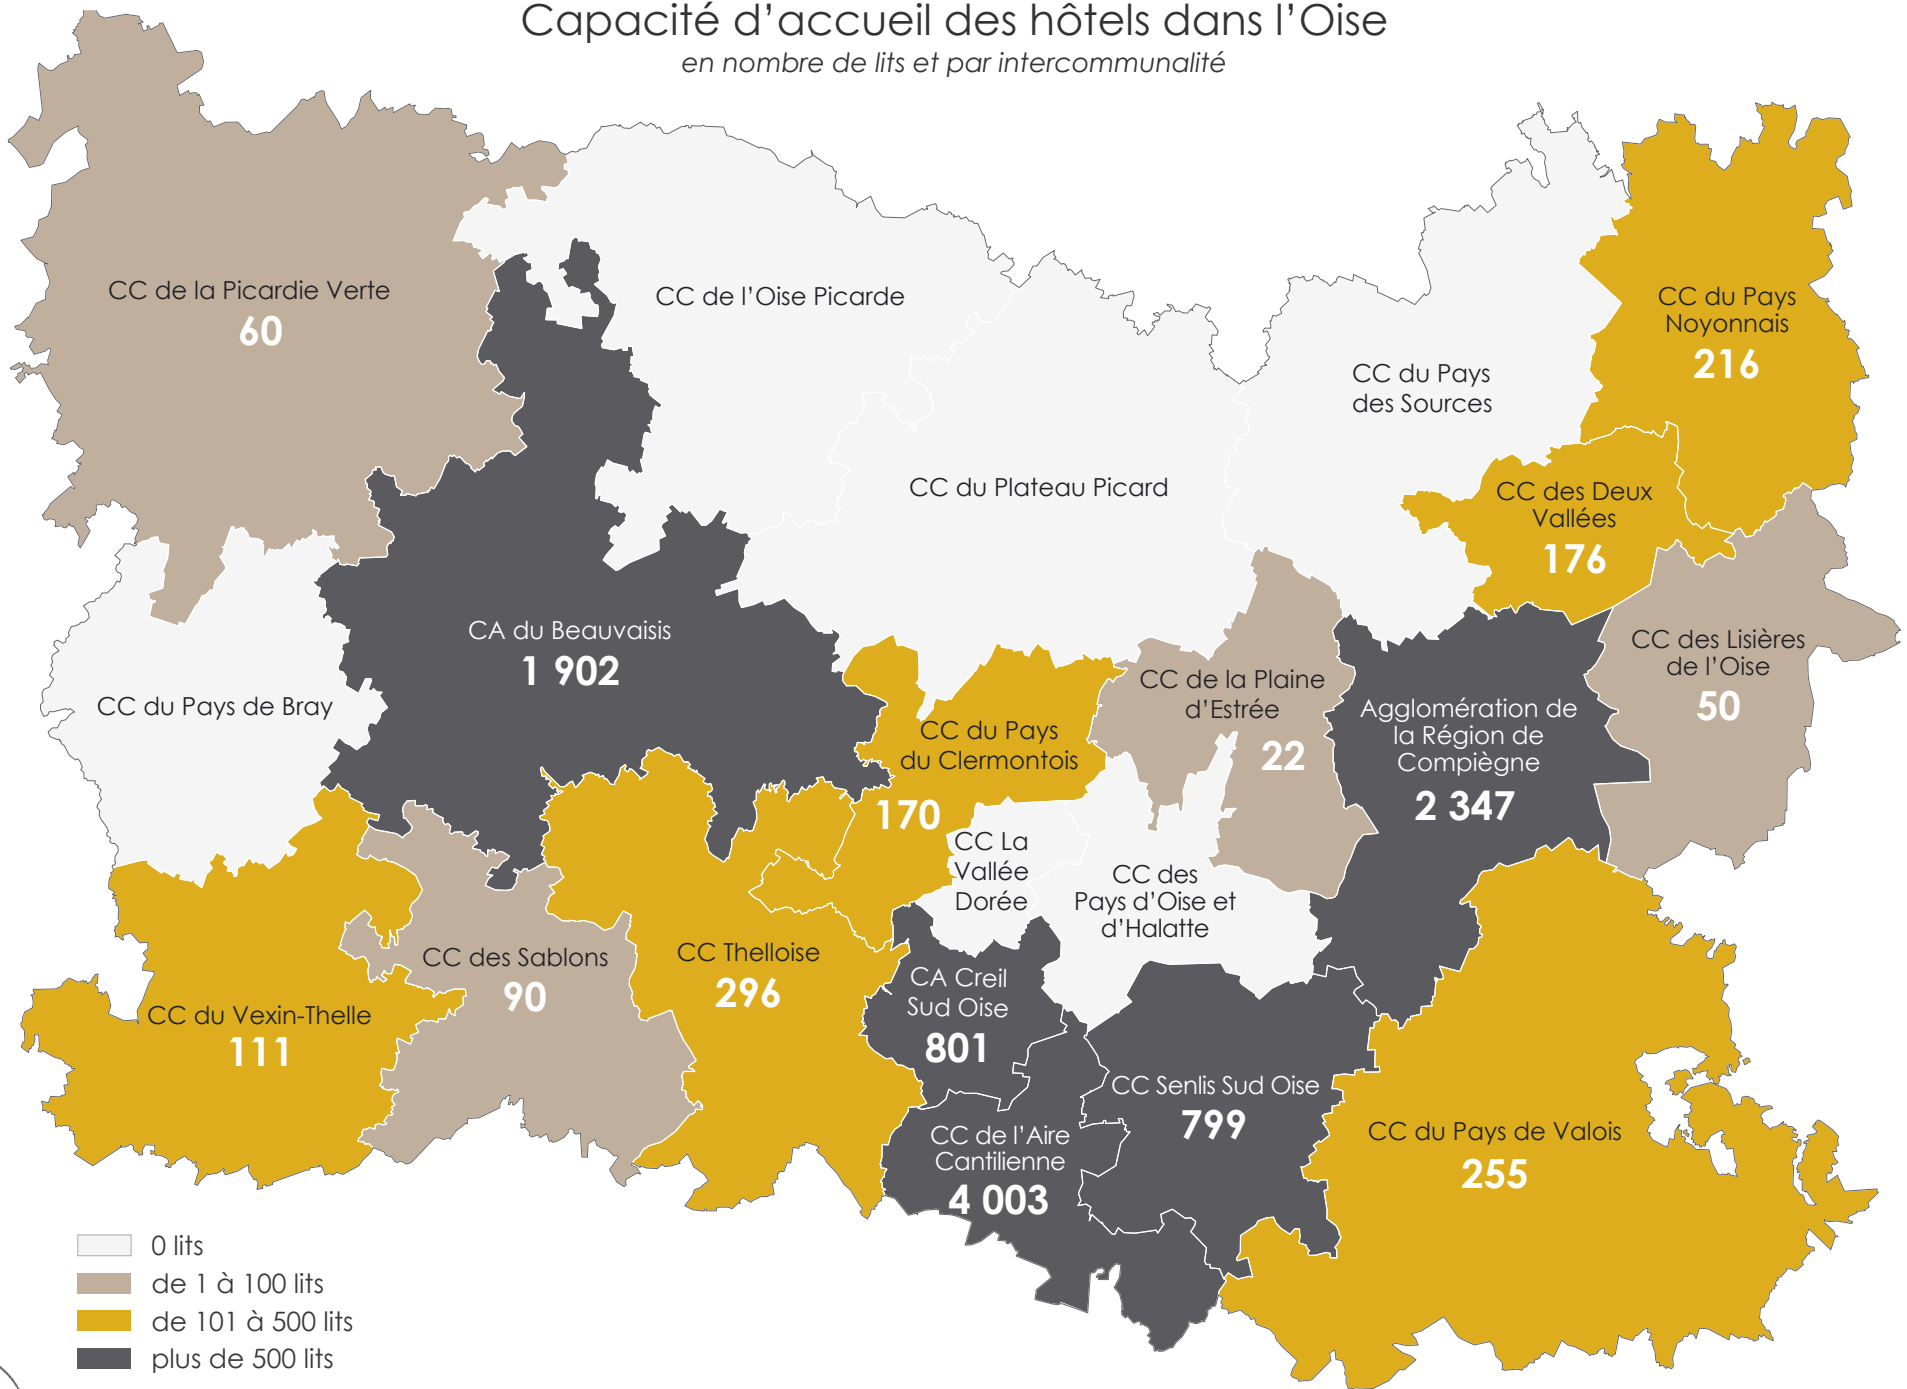 Capacité d'accueil des hôtels dans l'Oise
en nombre de lits et par intercommunalité
CC de la Picardie Verte
60
CC de l'Oise Picarde
CC du Pays
Noyonnais
216
CC du Pays
des Sources
CC du Plateau Picard
CC des Deux
Vallées
176
CA du Beauvaisis
1 902
CC des Lisières
de l'Oise
50
CC du Pays de Bray
CC de la Plaine
d'Estrée
22
Agglomération de
la Région de
Compiègne
2 347
CC du Pays
du Clermontois
170
CC La
Vallée
Dorée
CC des
Pays d'Oise et
d'Halatte
CC des Sablons
90
CC Thelloise
296
CA Creil
Sud Oise
801
CC du Vexin-Thelle
111
CC Senlis Sud Oise
799
CC de l'Aire
Cantilienne
4 003
CC du Pays de Valois
255
0 lits
de 1 à 100 lits
de 101 à 500 lits
plus de 500 lits